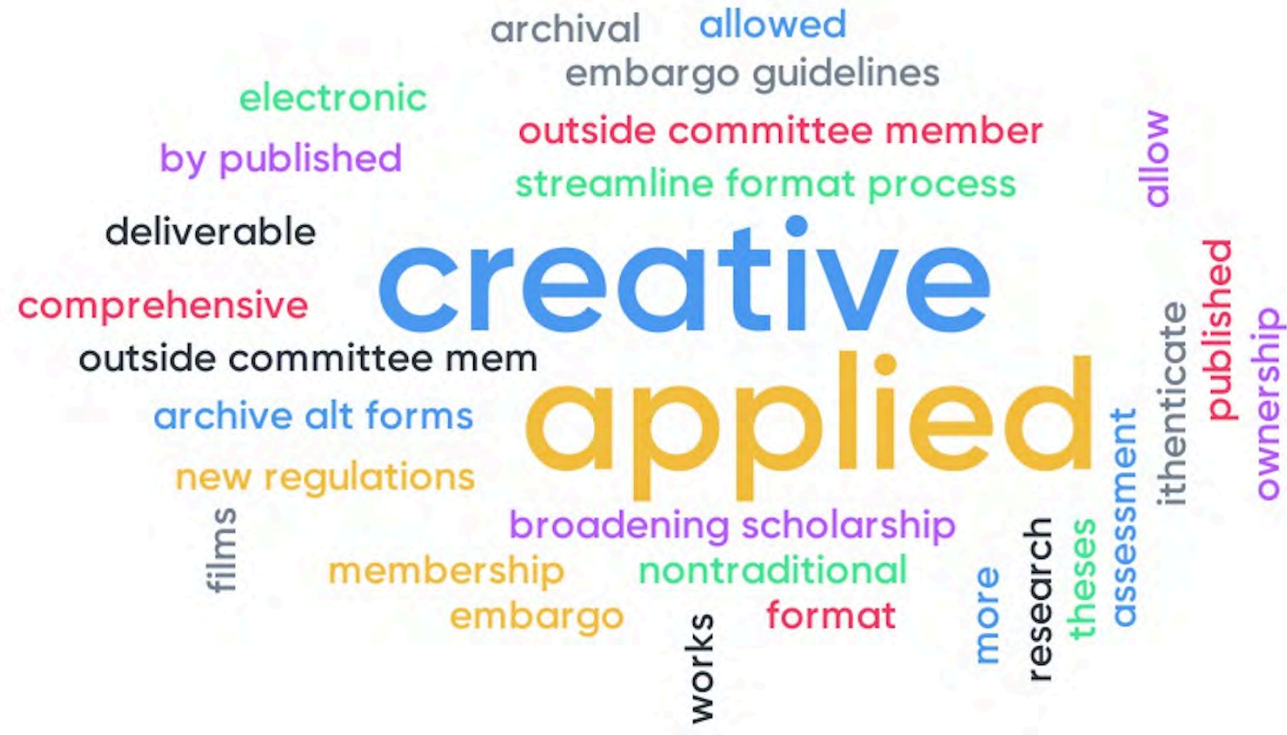 archival
allowed
embargo guidelines
electronic
outside committee member
by published
streamline format process
allow
deliverable
creative
comprehensive
outside committee mem
applied
archive alt forms
new regulations
ithenticate
published
ownership
films
broadening scholarship
assessment
membership
nontraditional
embargo
format
works
more
research
theses